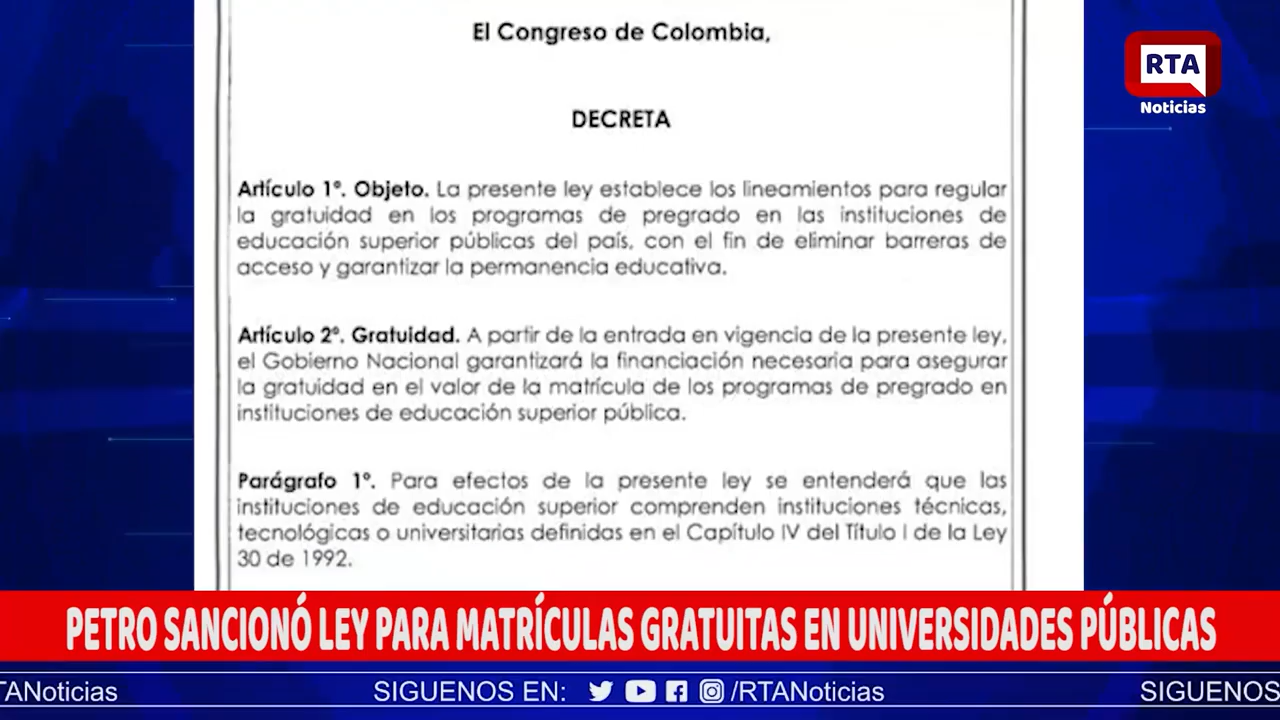 El Congreso de Colombia,
RTA
Noticias
DECRETA
Artículo 1º. Objeto. La presente ley establece los lineamientos para regular
la gratuidad en los programas de pregrado en las instituciones de
educación superior públicas del país, con el fin de eliminar barreras de
acceso y garantizar la permanencia educativa.
Artículo 2º. Gratuidad. A partir de la entrada en vigencia de la presente ley,
el Gobierno Nacional garantizará la financiación necesaria para asegurar
la gratuidad en el valor de la matrícula de los programas de pregrado en
instituciones de educación superior pública.
Parágrafo 1º. Para efectos de la presente ley se entenderá que las
instituciones de educación superior comprenden instituciones técnicas,
tecnológicas o universitarias definidas en el Capítulo IV del Título I de la Ley
30 de 1992.
PETRO SANCIONÓ LEY PARA MATRÍCULAS GRATUITAS EN UNIVERSIDADES PÚBLICAS
TANoticias SIGUENOS EN: /RTANoticias SIGUENOS